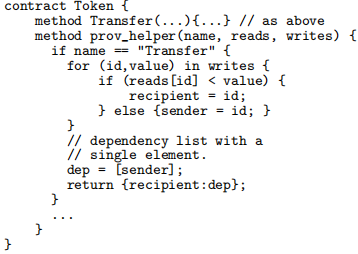 contract Token {
method Transfer(...){...} // as above
method prov_helper(name, reads, writes) {
if name == "Transfer" {
for (id,value) in writes {
if (reads[id] < value) {
recipient = id;
} else {sender = id; }
}
// dependency list with a
// single element.
dep = [sender];
return {recipient:dep};
}
...
}
}